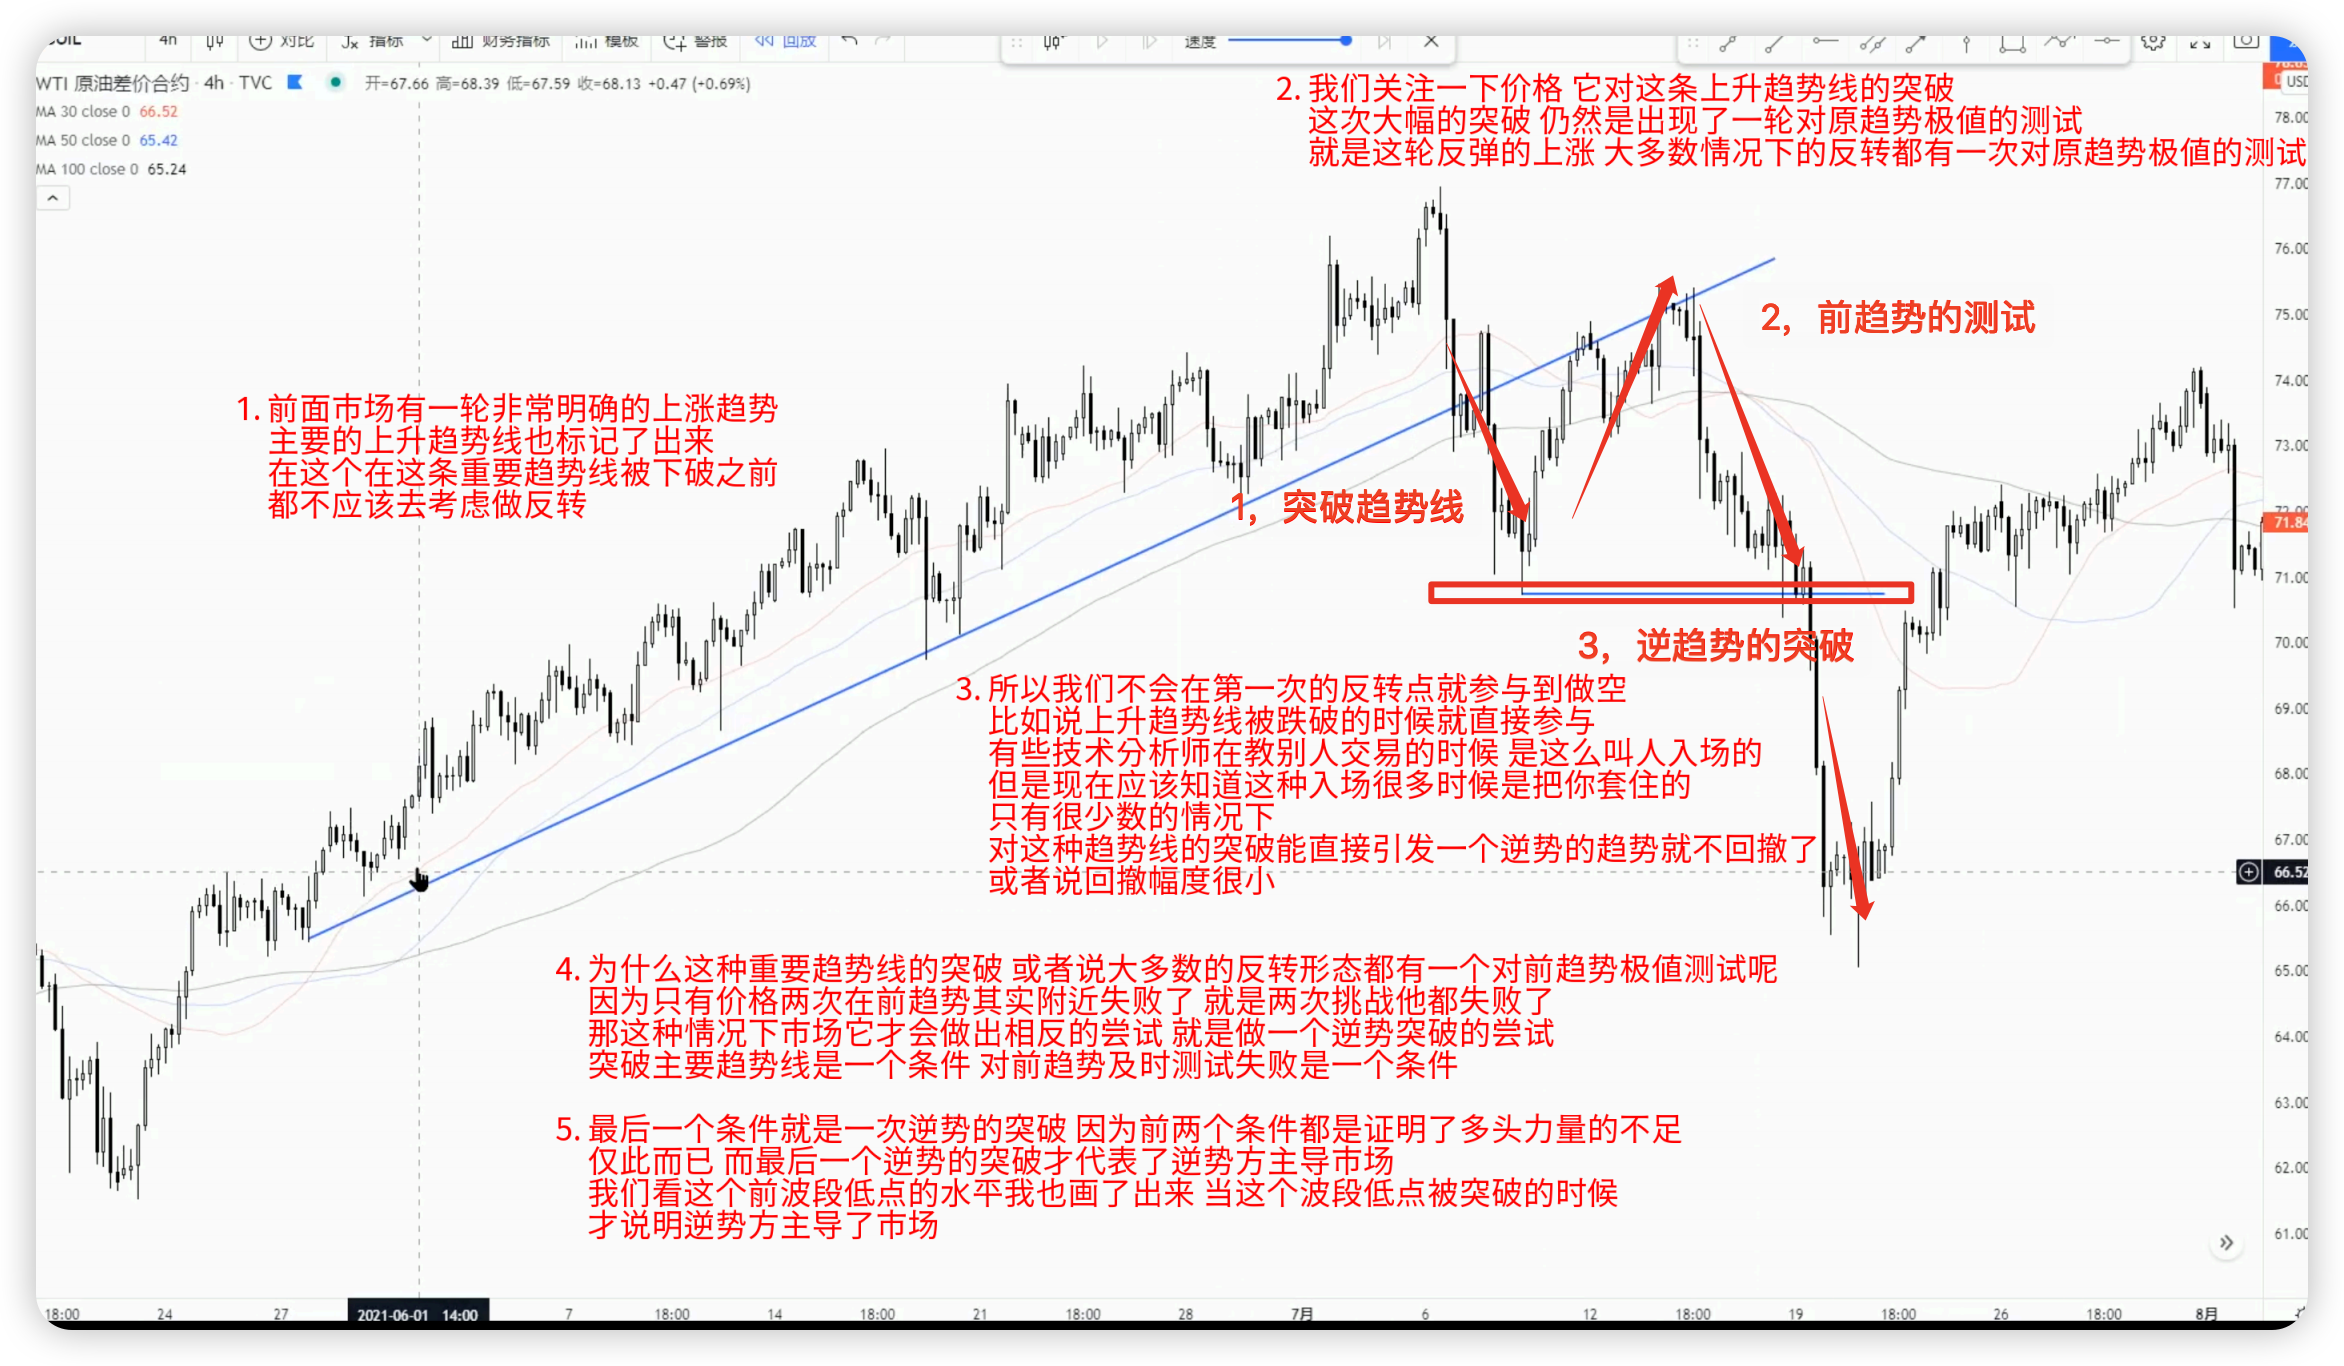 4h
对比
指标
财务指标
模板
警报
回放
速度
WTI 原油差价合约 · 4h · TVC 开=67.66 高=68.39 低=67.59 收=68.13 +0.47 (+0.69%)
MA 30 close 0 66.52
MA 50 close 0 65.42
MA 100 close 0 65.24
2. 我们关注一下价格 它对这条上升趋势线的突破
这次大幅的突破 仍然是出现了一轮对原趋势极值的测试
就是这轮反弹的上涨 大多数情况下的反转都有一次对原趋势极值的测试
2，前趋势的测试
1. 前面市场有一轮非常明确的上涨趋势
主要的上升趋势线也标记了出来
在这个在这条重要趋势线被下破之前
都不应该去考虑做反转
1，突破趋势线
3，逆趋势的突破
3. 所以我们不会在第一次的反转点就参与到做空
比如说上升趋势线被跌破的时候就直接参与
有些技术分析师在教别人交易的时候 是这么叫人入场的
但是现在应该知道这种入场很多时候是把你套住的
只有很少数的情况下
对这种趋势线的突破能直接引发一个逆势的趋势就不回撤了
或者说回撤幅度很小
4. 为什么这种重要趋势线的突破 或者说大多数的反转形态都有一个对前趋势极值测试呢
因为只有价格两次在前趋势其实附近失败了 就是两次挑战他都失败了
那这种情况下市场它才会做出相反的尝试 就是做一个逆势突破的尝试
突破主要趋势线是一个条件 对前趋势及时测试失败是一个条件
5. 最后一个条件就是一次逆势的突破 因为前两个条件都是证明了多头力量的不足
仅此而已 而最后一个逆势的突破才代表了逆势方主导市场
我们看这个前波段低点的水平我也画了出来 当这个波段低点被突破的时候
才说明逆势方主导了市场
USD
78.00
77.00
76.00
75.00
74.00
73.00
72.00
71.84
71.00
70.00
69.00
68.00
67.00
66.52
66.00
65.00
64.00
63.00
62.00
61.00
18:00 24 27 2021-06-01 14:00 7 18:00 14 18:00 21 18:00 28 7月 6 12 18:00 19 18:00 26 18:00 8月